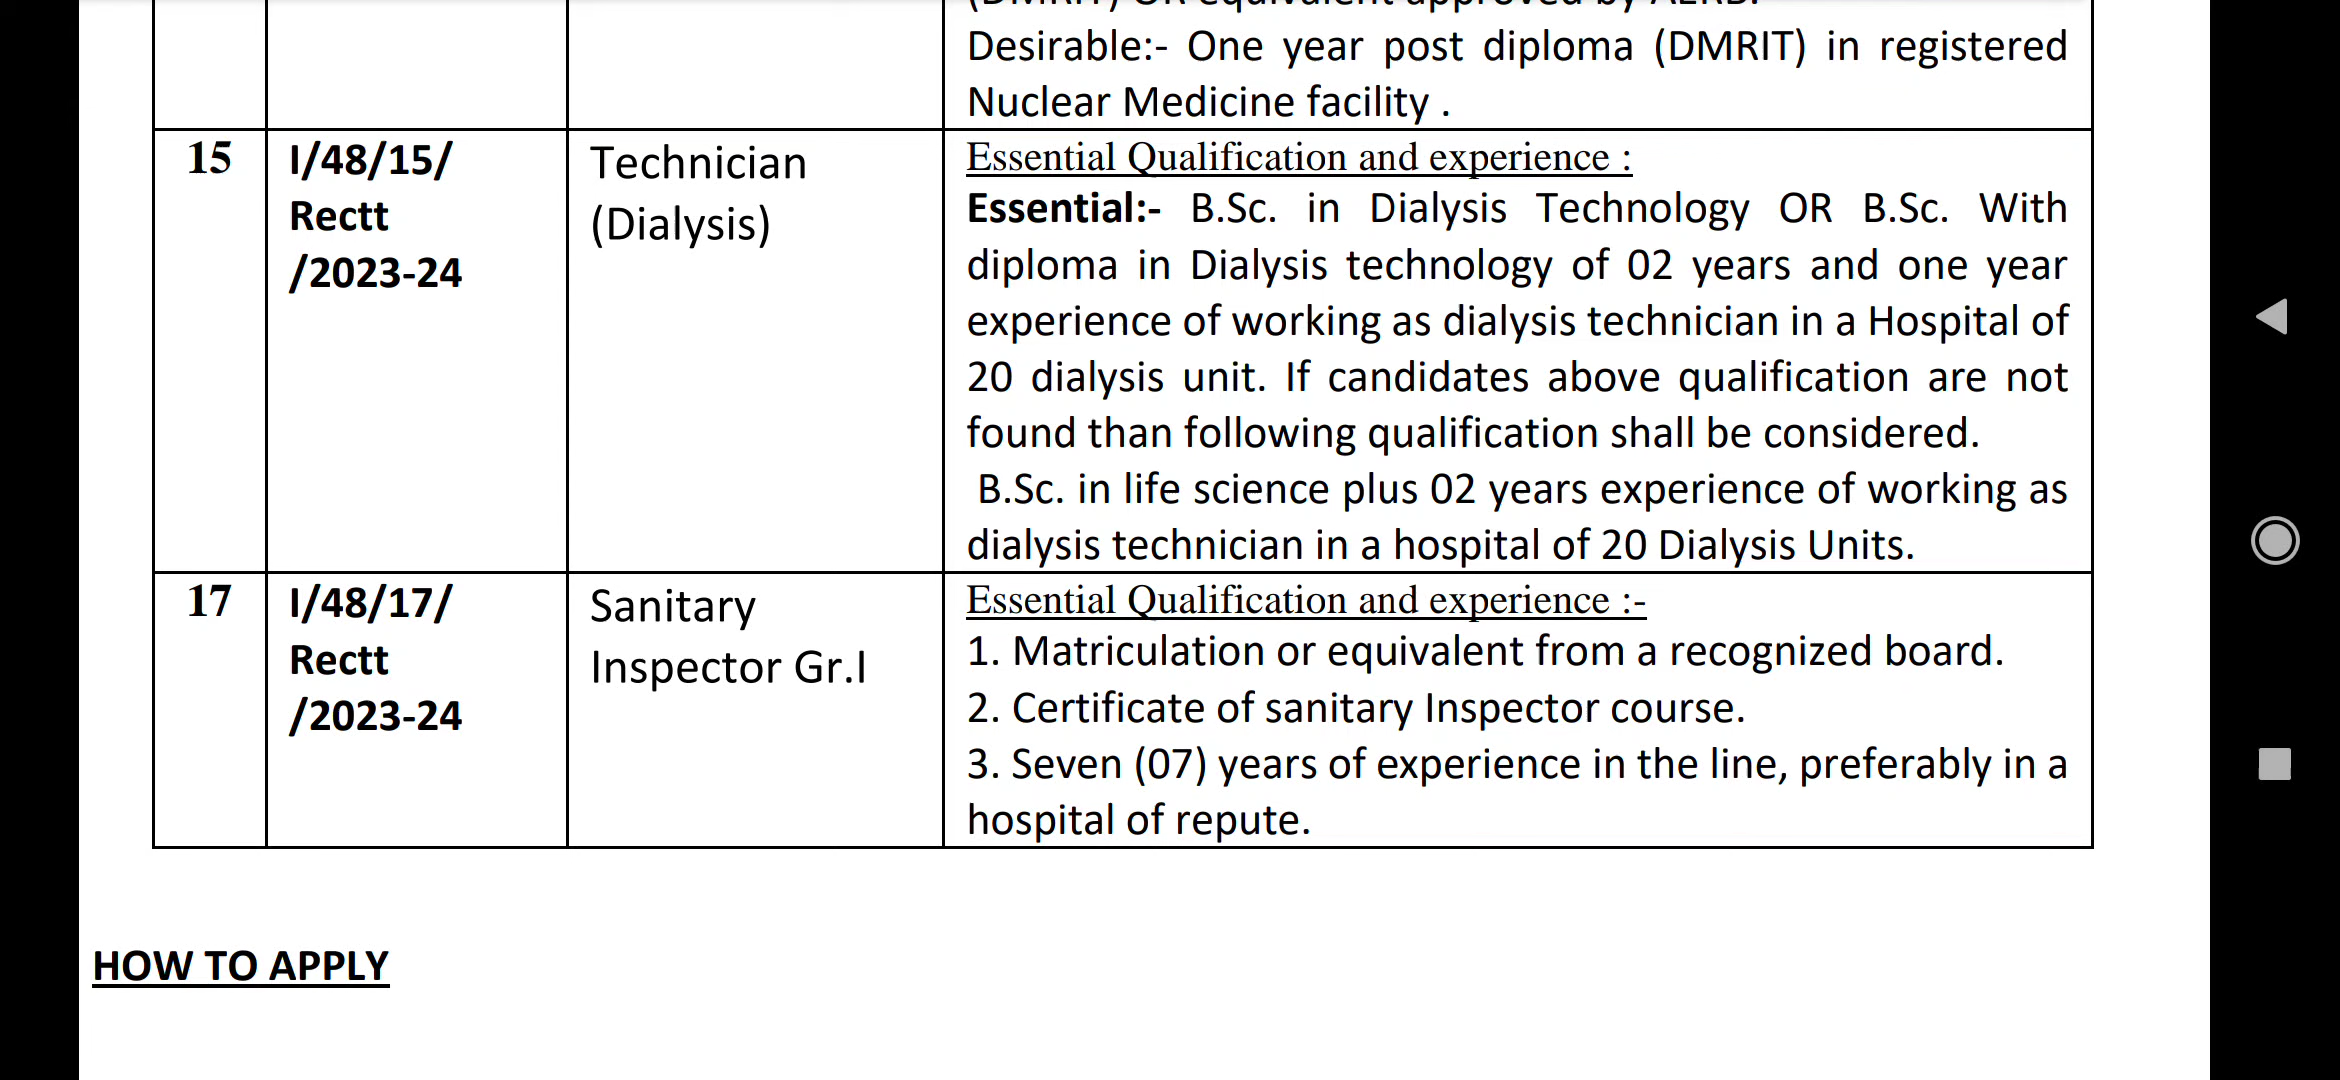 Desirable:- One year post diploma (DMRIT) in registered
Nuclear Medicine facility .
15
I/48/15/
Rectt
/2023-24
Technician
(Dialysis)
Essential Qualification and experience :
Essential:- B.Sc. in Dialysis Technology OR B.Sc. With
diploma in Dialysis technology of 02 years and one year
experience of working as dialysis technician in a Hospital of
20 dialysis unit. If candidates above qualification are not
found than following qualification shall be considered.
B.Sc. in life science plus 02 years experience of working as
dialysis technician in a hospital of 20 Dialysis Units.
17
I/48/17/
Rectt
/2023-24
Sanitary
Inspector Gr.I
Essential Qualification and experience :-
1. Matriculation or equivalent from a recognized board.
2. Certificate of sanitary Inspector course.
3. Seven (07) years of experience in the line, preferably in a
hospital of repute.
HOW TO APPLY